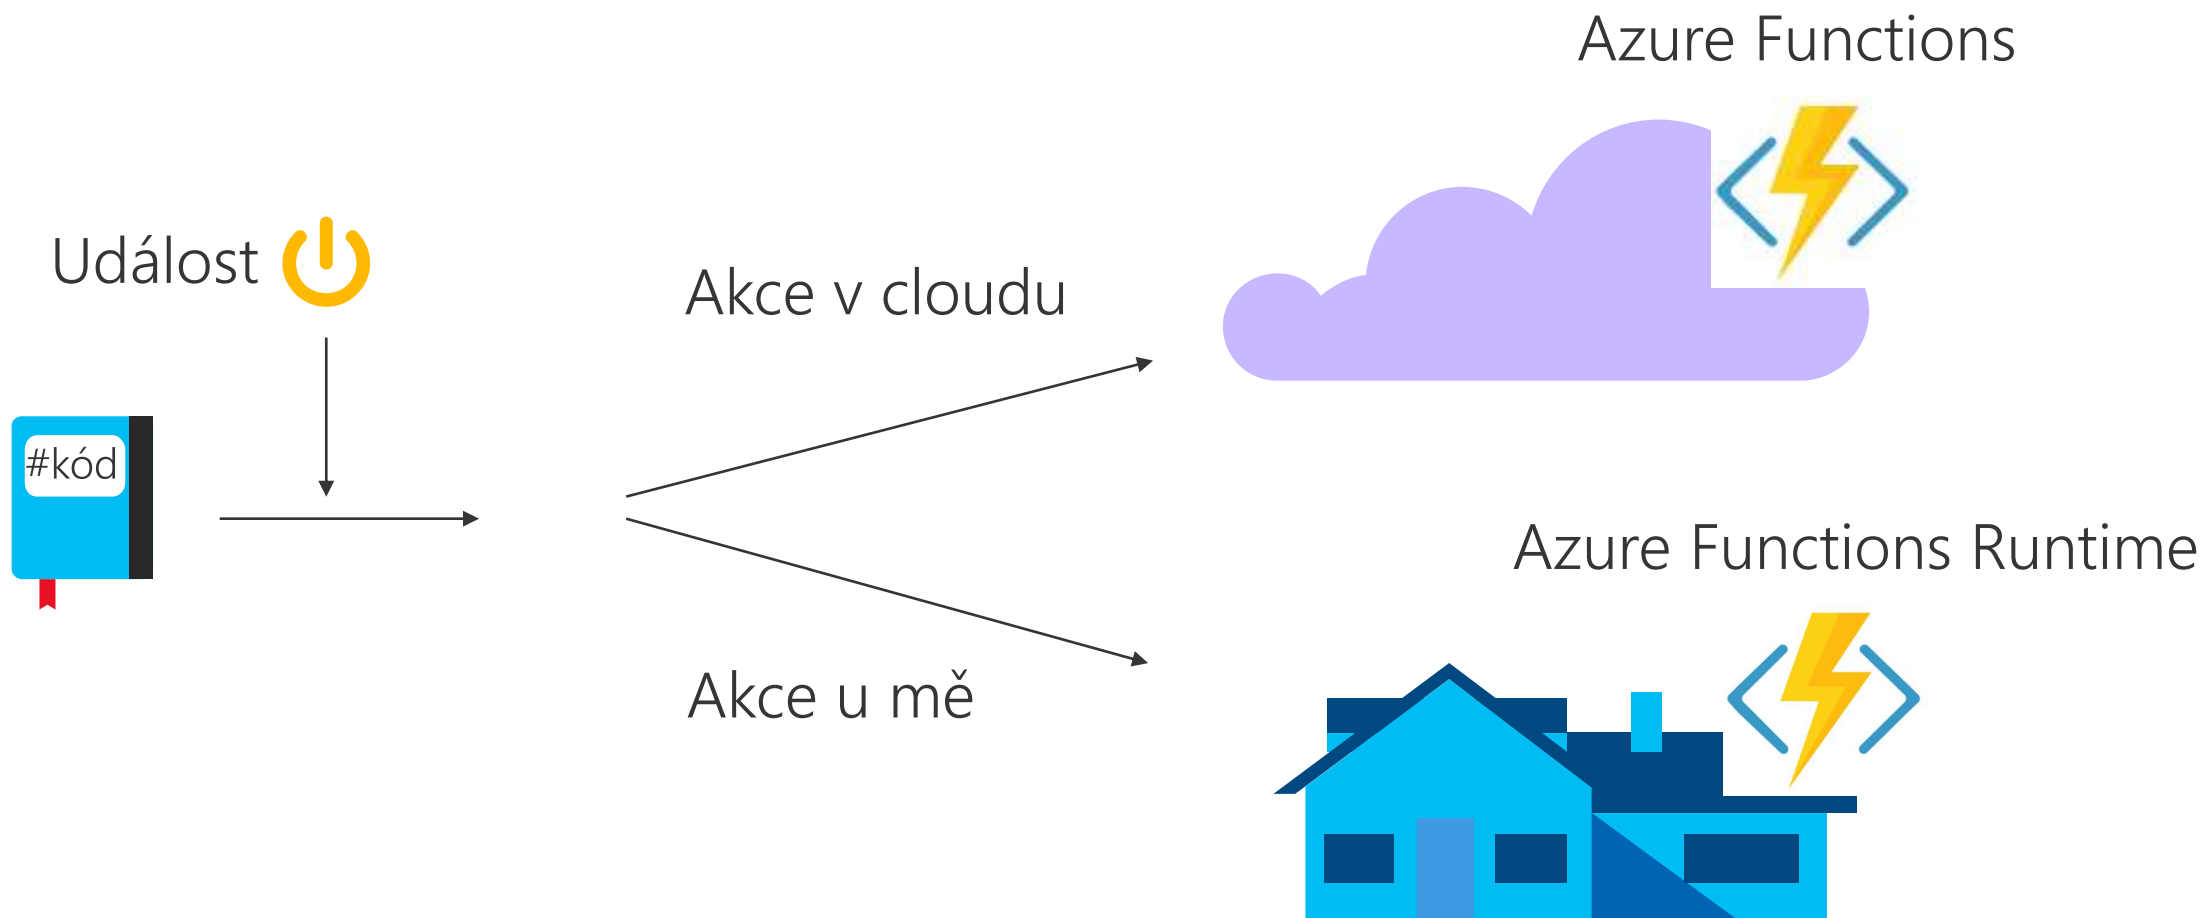 Azure Functions
Událost
Akce v cloudu
#kód
Azure Functions Runtime
Akce u mě